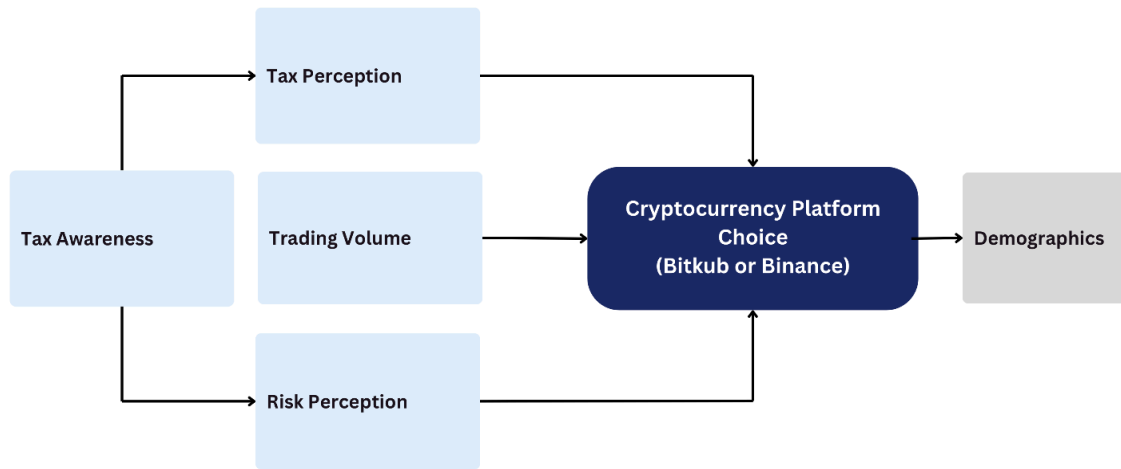 Tax Perception
Tax Awareness
Trading Volume
Cryptocurrency Platform
Choice
(Bitkub or Binance)
Demographics
Risk Perception